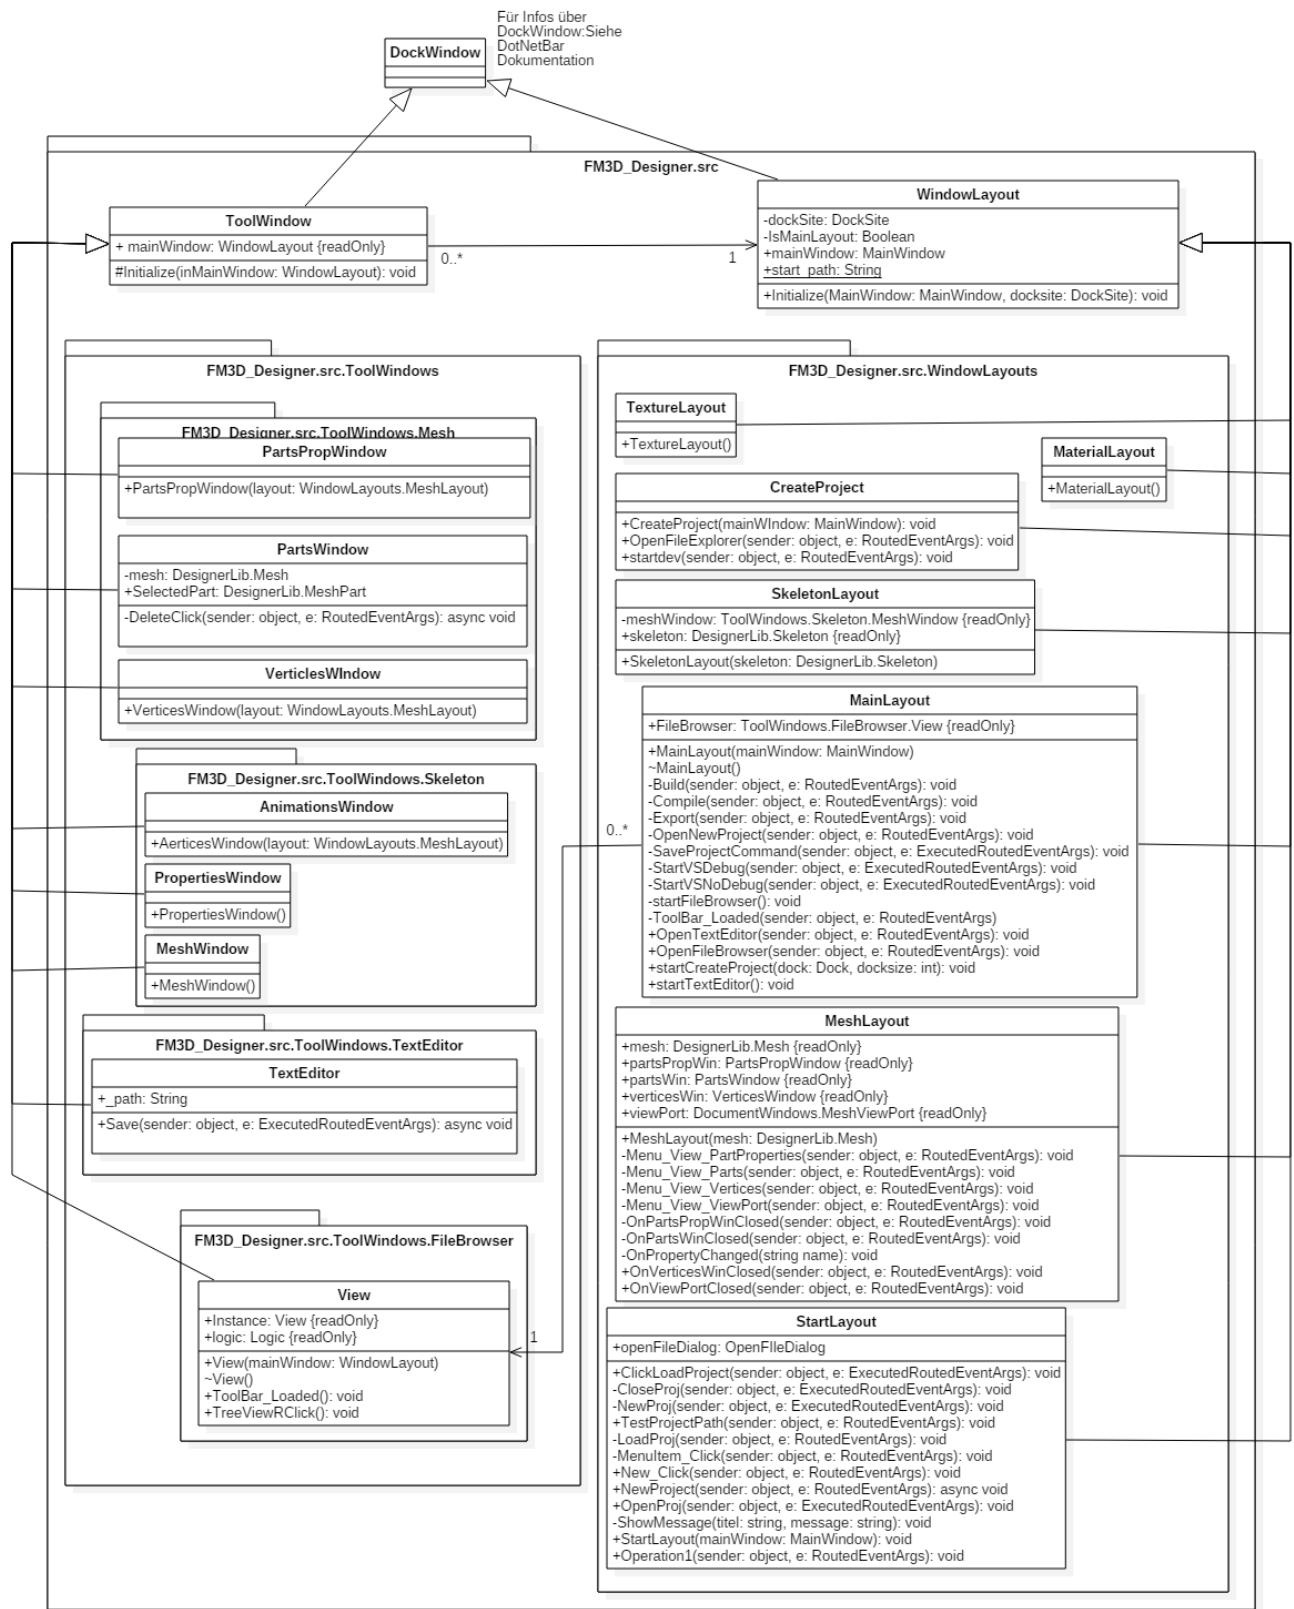 Für Infos über
DockWindow:Siehe
DotNetBar
Dokumentation
DockWindow
FM3D_Designer.src
ToolWindow
+ mainWindow: WindowLayout {readOnly}
#Initialize(inMainWindow: WindowLayout): void
0..*
1
WindowLayout
-dockSite: DockSite
-IsMainLayout: Boolean
+mainWindow: MainWindow
+start_path: String
+Initialize(MainWindow: MainWindow, docksite: DockSite): void
FM3D_Designer.src.ToolWindows
FM3D_Designer.src.ToolWindows.Mesh
PartsPropWindow
+PartsPropWindow(layout: WindowLayouts.MeshLayout)
PartsWindow
-mesh: DesignerLib.Mesh
+SelectedPart: DesignerLib.MeshPart
-DeleteClick(sender: object, e: RoutedEventArgs): async void
VerticlesWIndow
+VerticesWindow(layout: WindowLayouts.MeshLayout)
FM3D_Designer.src.ToolWindows.Skeleton
AnimationsWindow
+AerticesWindow(layout: WindowLayouts.MeshLayout)
PropertiesWindow
+PropertiesWindow()
MeshWindow
+MeshWindow()
FM3D_Designer.src.ToolWindows.TextEditor
TextEditor
+_path: String
+Save(sender: object, e: ExecutedRoutedEventArgs): async void
FM3D_Designer.src.ToolWindows.FileBrowser
View
+Instance: View {readOnly}
+logic: Logic {readOnly}
+View(mainWindow: WindowLayout)
~View()
+ToolBar_Loaded(): void
+TreeViewRClick(): void
FM3D_Designer.src.WindowLayouts
TextureLayout
+TextureLayout()
MaterialLayout
+MaterialLayout()
CreateProject
+CreateProject(mainWIndow: MainWindow): void
+OpenFileExplorer(sender: object, e: RoutedEventArgs): void
+startdev(sender: object, e: RoutedEventArgs): void
SkeletonLayout
-meshWindow: ToolWindows.Skeleton.MeshWindow {readOnly}
+skeleton: DesignerLib.Skeleton {readOnly}
+SkeletonLayout(skeleton: DesignerLib.Skeleton)
MainLayout
+FileBrowser: ToolWindows.FileBrowser.View {readOnly}
+MainLayout(mainWindow: MainWindow)
~MainLayout()
-Build(sender: object, e: RoutedEventArgs): void
-Compile(sender: object, e: RoutedEventArgs): void
-Export(sender: object, e: RoutedEventArgs): void
-OpenNewProject(sender: object, e: RoutedEventArgs): void
-SaveProjectCommand(sender: object, e: ExecutedRoutedEventArgs): void
-StartVSDebug(sender: object, e: ExecutedRoutedEventArgs): void
-StartVSNoDebug(sender: object, e: ExecutedRoutedEventArgs): void
-startFileBrowser(): void
-ToolBar_Loaded(sender: object, e: RoutedEventArgs)
+OpenTextEditor(sender: object, e: RoutedEventArgs): void
+OpenFileBrowser(sender: object, e: RoutedEventArgs): void
+startCreateProject(dock: Dock, docksize: int): void
+startTextEditor(): void
0..*
1
MeshLayout
+mesh: DesignerLib.Mesh {readOnly}
+partsPropWin: PartsPropWindow {readOnly}
+partsWin: PartsWindow {readOnly}
+verticesWin: VerticesWindow {readOnly}
+viewPort: DocumentWindows.MeshViewPort {readOnly}
+MeshLayout(mesh: DesignerLib.Mesh)
-Menu_View_PartProperties(sender: object, e: RoutedEventArgs): void
-Menu_View_Parts(sender: object, e: RoutedEventArgs): void
-Menu_View_Vertices(sender: object, e: RoutedEventArgs): void
-Menu_View_ViewPort(sender: object, e: RoutedEventArgs): void
-OnPartsPropWinClosed(sender: object, e: RoutedEventArgs): void
-OnPartsWinClosed(sender: object, e: RoutedEventArgs): void
-OnPropertyChanged(string name): void
+OnVerticesWinClosed(sender: object, e: RoutedEventArgs): void
+OnViewPortClosed(sender: object, e: RoutedEventArgs): void
StartLayout
+openFileDialog: OpenFIleDialog
+ClickLoadProject(sender: object, e: ExecutedRoutedEventArgs): void
-CloseProj(sender: object, e: ExecutedRoutedEventArgs): void
-NewProj(sender: object, e: ExecutedRoutedEventArgs): void
+TestProjectPath(sender: object, e: RoutedEventArgs): void
-LoadProj(sender: object, e: RoutedEventArgs): void
-MenuItem_Click(sender: object, e: RoutedEventArgs): void
+New_Click(sender: object, e: RoutedEventArgs): void
+NewProject(sender: object, e: RoutedEventArgs): async void
+OpenProj(sender: object, e: ExecutedRoutedEventArgs): void
-ShowMessage(titel: string, message: string): void
+StartLayout(mainWindow: MainWindow): void
+Operation1(sender: object, e: RoutedEventArgs): void